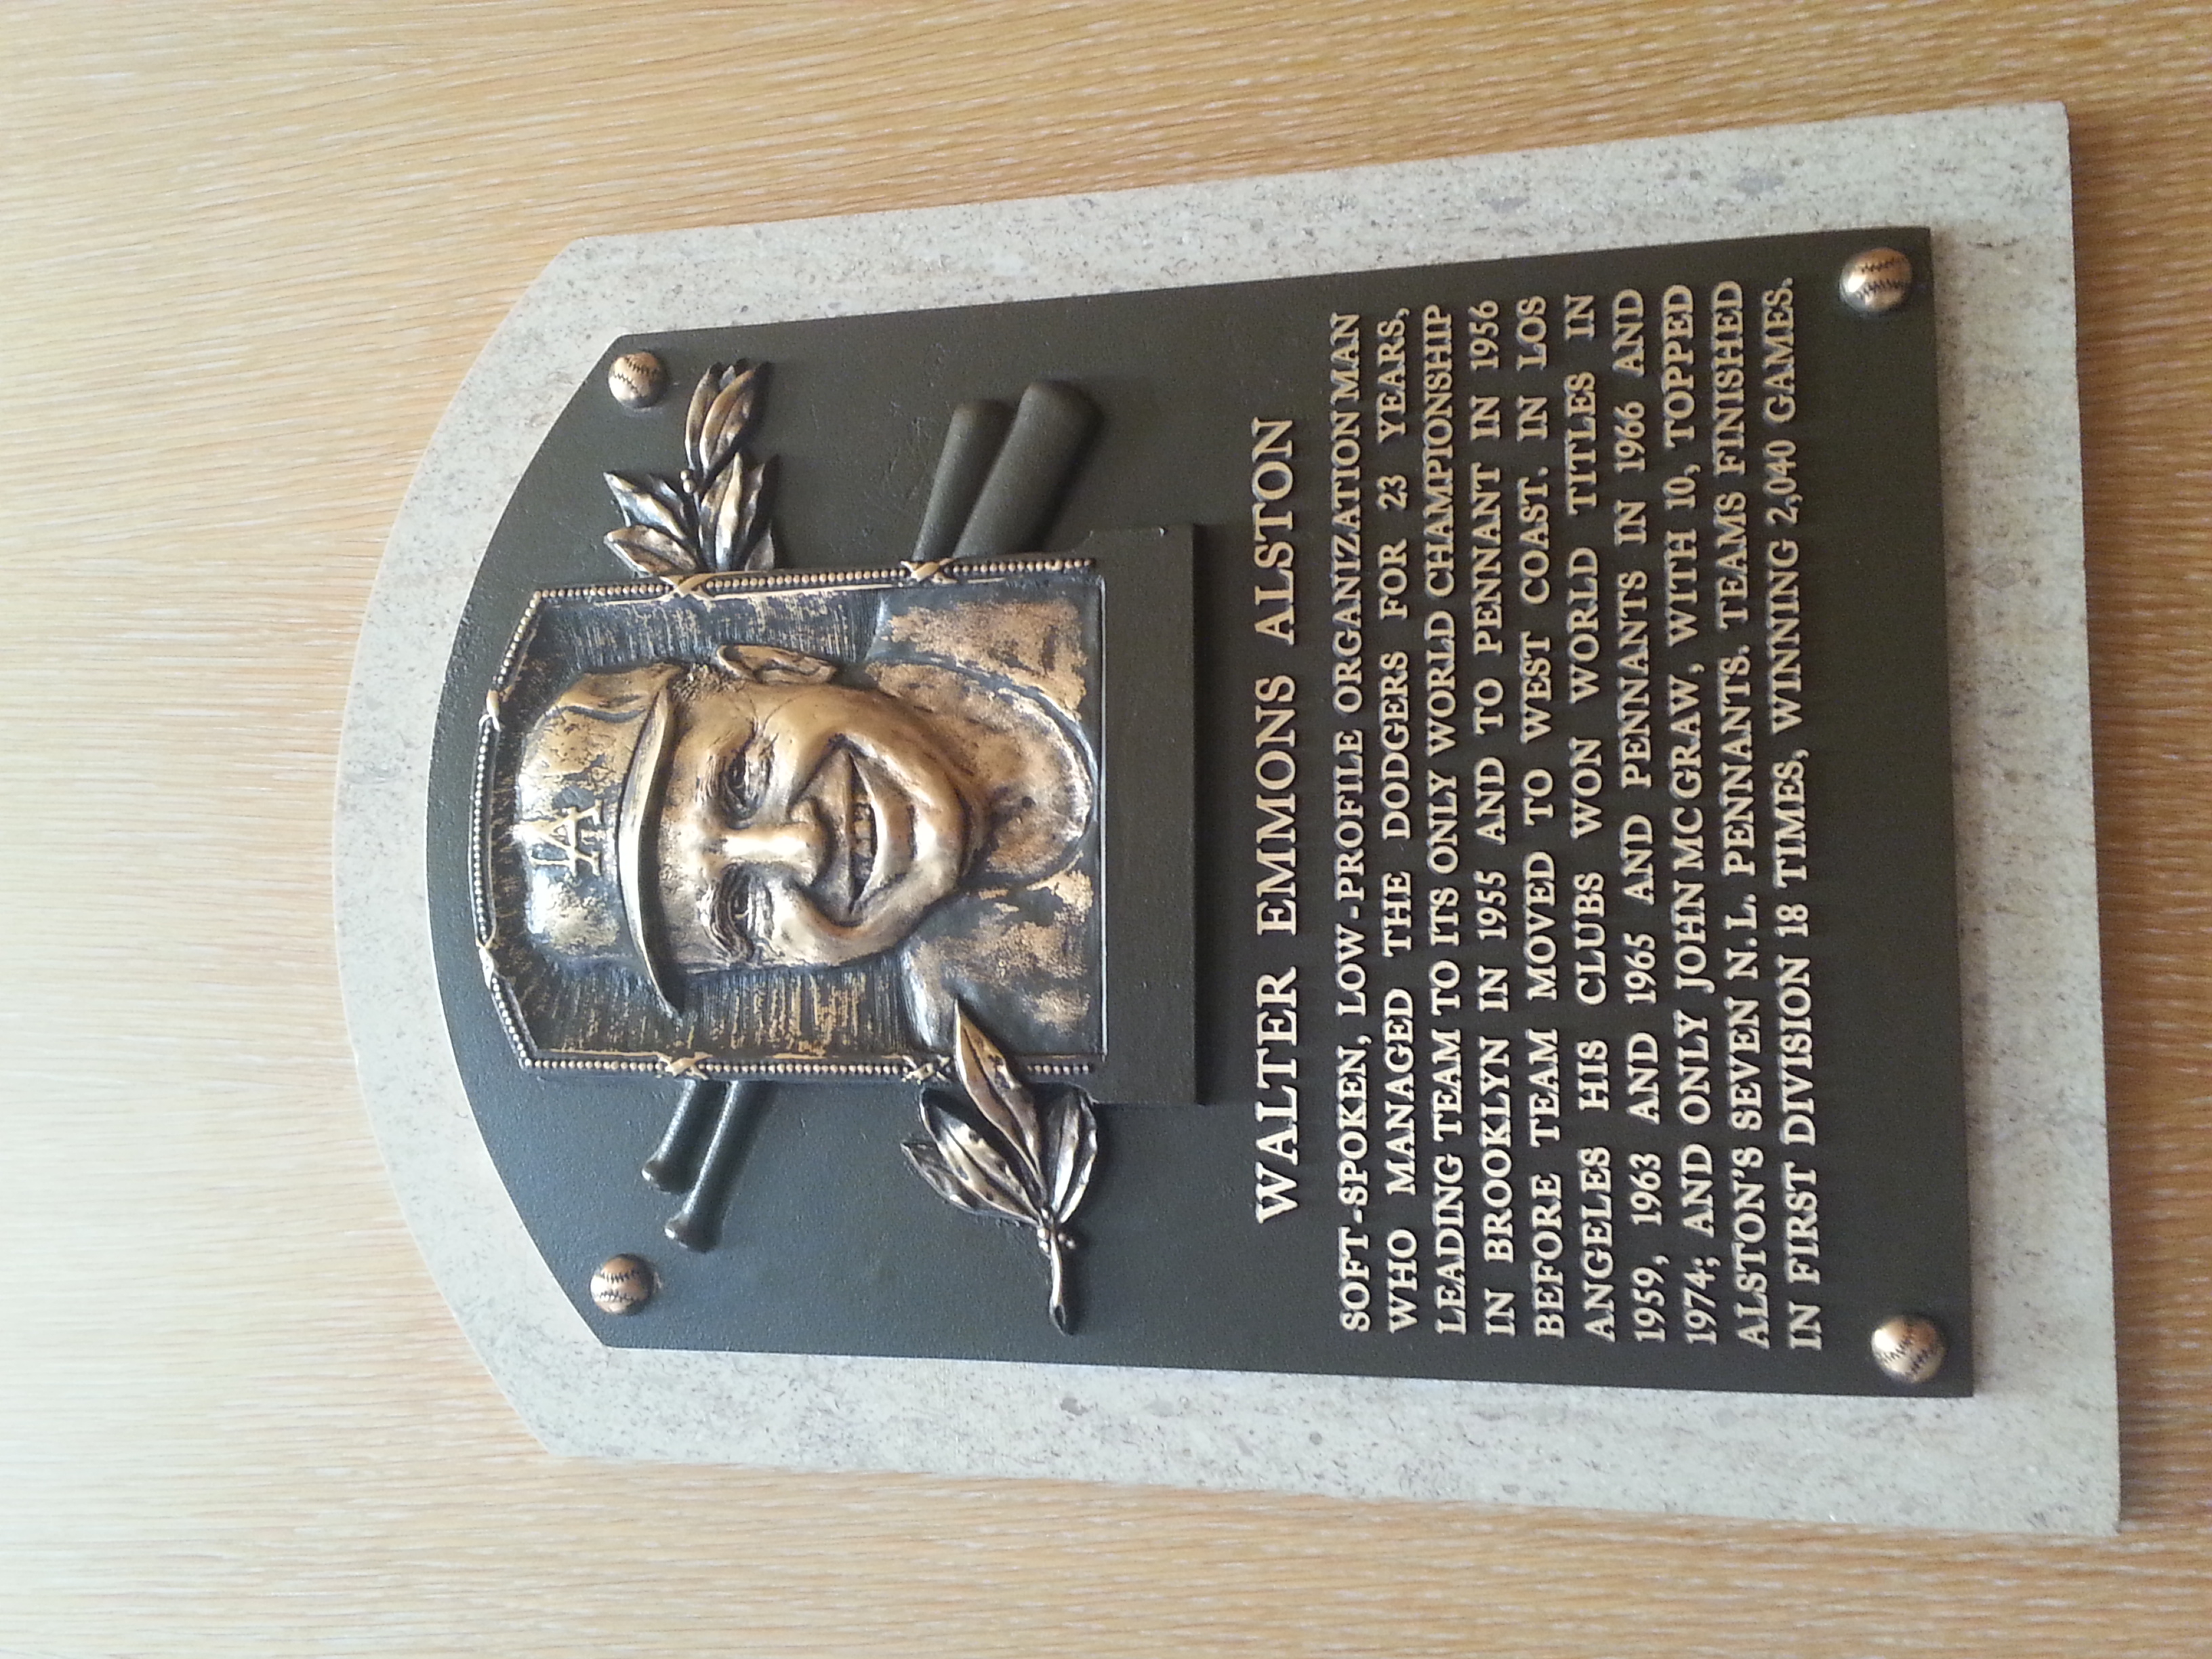 LA
WALTER EMMONS ALSTON
SOFT-SPOKEN, LOW-PROFILE ORGANIZATION MAN
WHO MANAGED THE DODGERS FOR 23 YEARS,
LEADING TEAM TO ITS ONLY WORLD CHAMPIONSHIP
IN BROOKLYN IN 1955 AND TO PENNANT IN 1956
BEFORE TEAM MOVED TO WEST COAST. IN LOS
ANGELES HIS CLUBS WON WORLD TITLES IN
1959, 1963 AND 1965 AND PENNANTS IN 1966 AND
1974; AND ONLY JOHN MCGRAW, WITH 10, TOPPED
ALSTON'S SEVEN N.L. PENNANTS. TEAMS FINISHED
IN FIRST DIVISION 18 TIMES, WINNING 2,040 GAMES.